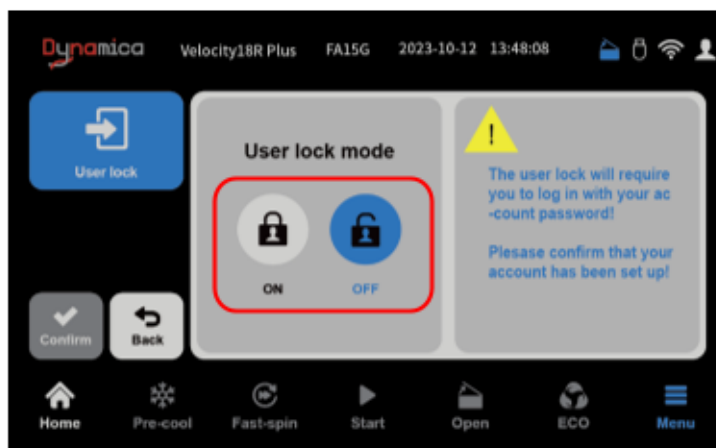 Dynamica Velocity18R Plus FA15G 2023-10-12 13:48:08
User lock
User lock mode
ON OFF
!
The user lock will require
you to log in with your ac
-count password!
Plesase confirm that your
account has been set up!
Confirm Back
Home Pre-cool Fast-spin Start Open ECO Menu